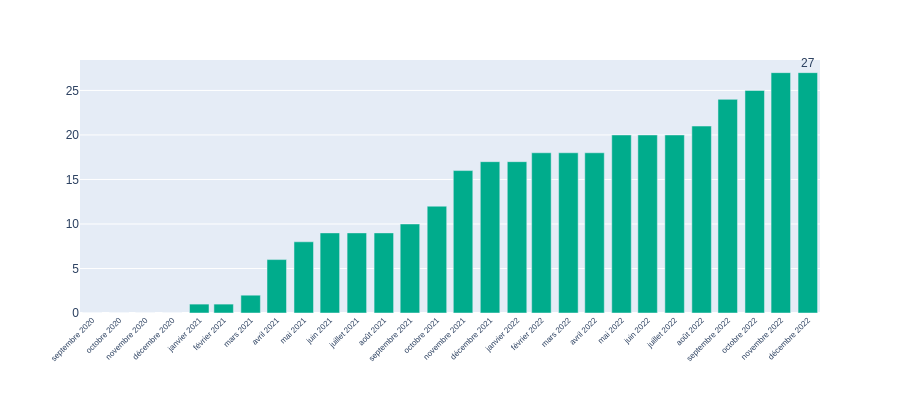 27
25
20
15
10
5
0
septembre 2020
octobre 2020
novembre 2020
décembre 2020
janvier 2021
février 2021
mars 2021
avril 2021
mai 2021
juin 2021
juillet 2021
août 2021
septembre 2021
octobre 2021
novembre 2021
décembre 2021
janvier 2022
février 2022
mars 2022
avril 2022
mai 2022
juin 2022
juillet 2022
août 2022
septembre 2022
octobre 2022
novembre 2022
décembre 2022